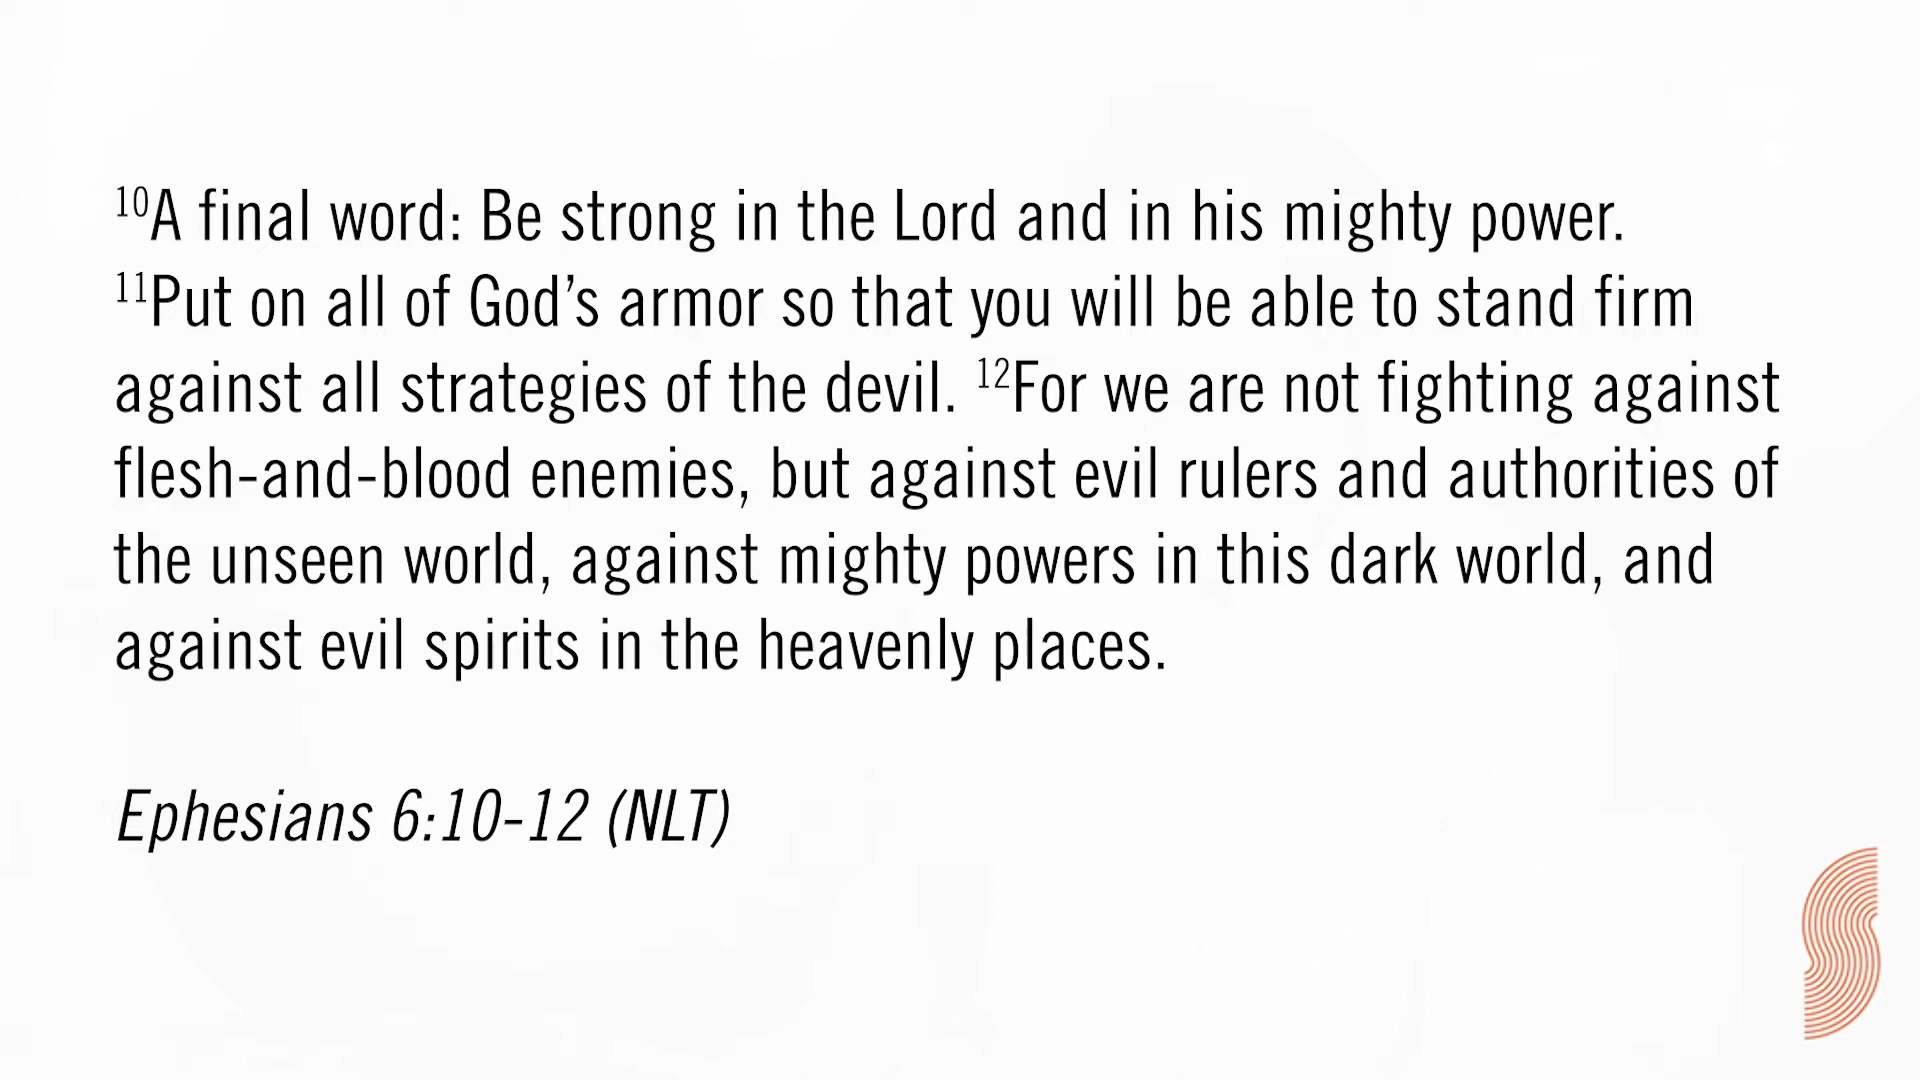 ¹⁰A final word: Be strong in the Lord and in his mighty power.
¹¹Put on all of God’s armor so that you will be able to stand firm
against all strategies of the devil. ¹²For we are not fighting against
flesh-and-blood enemies, but against evil rulers and authorities of
the unseen world, against mighty powers in this dark world, and
against evil spirits in the heavenly places.
Ephesians 6:10-12 (NLT)